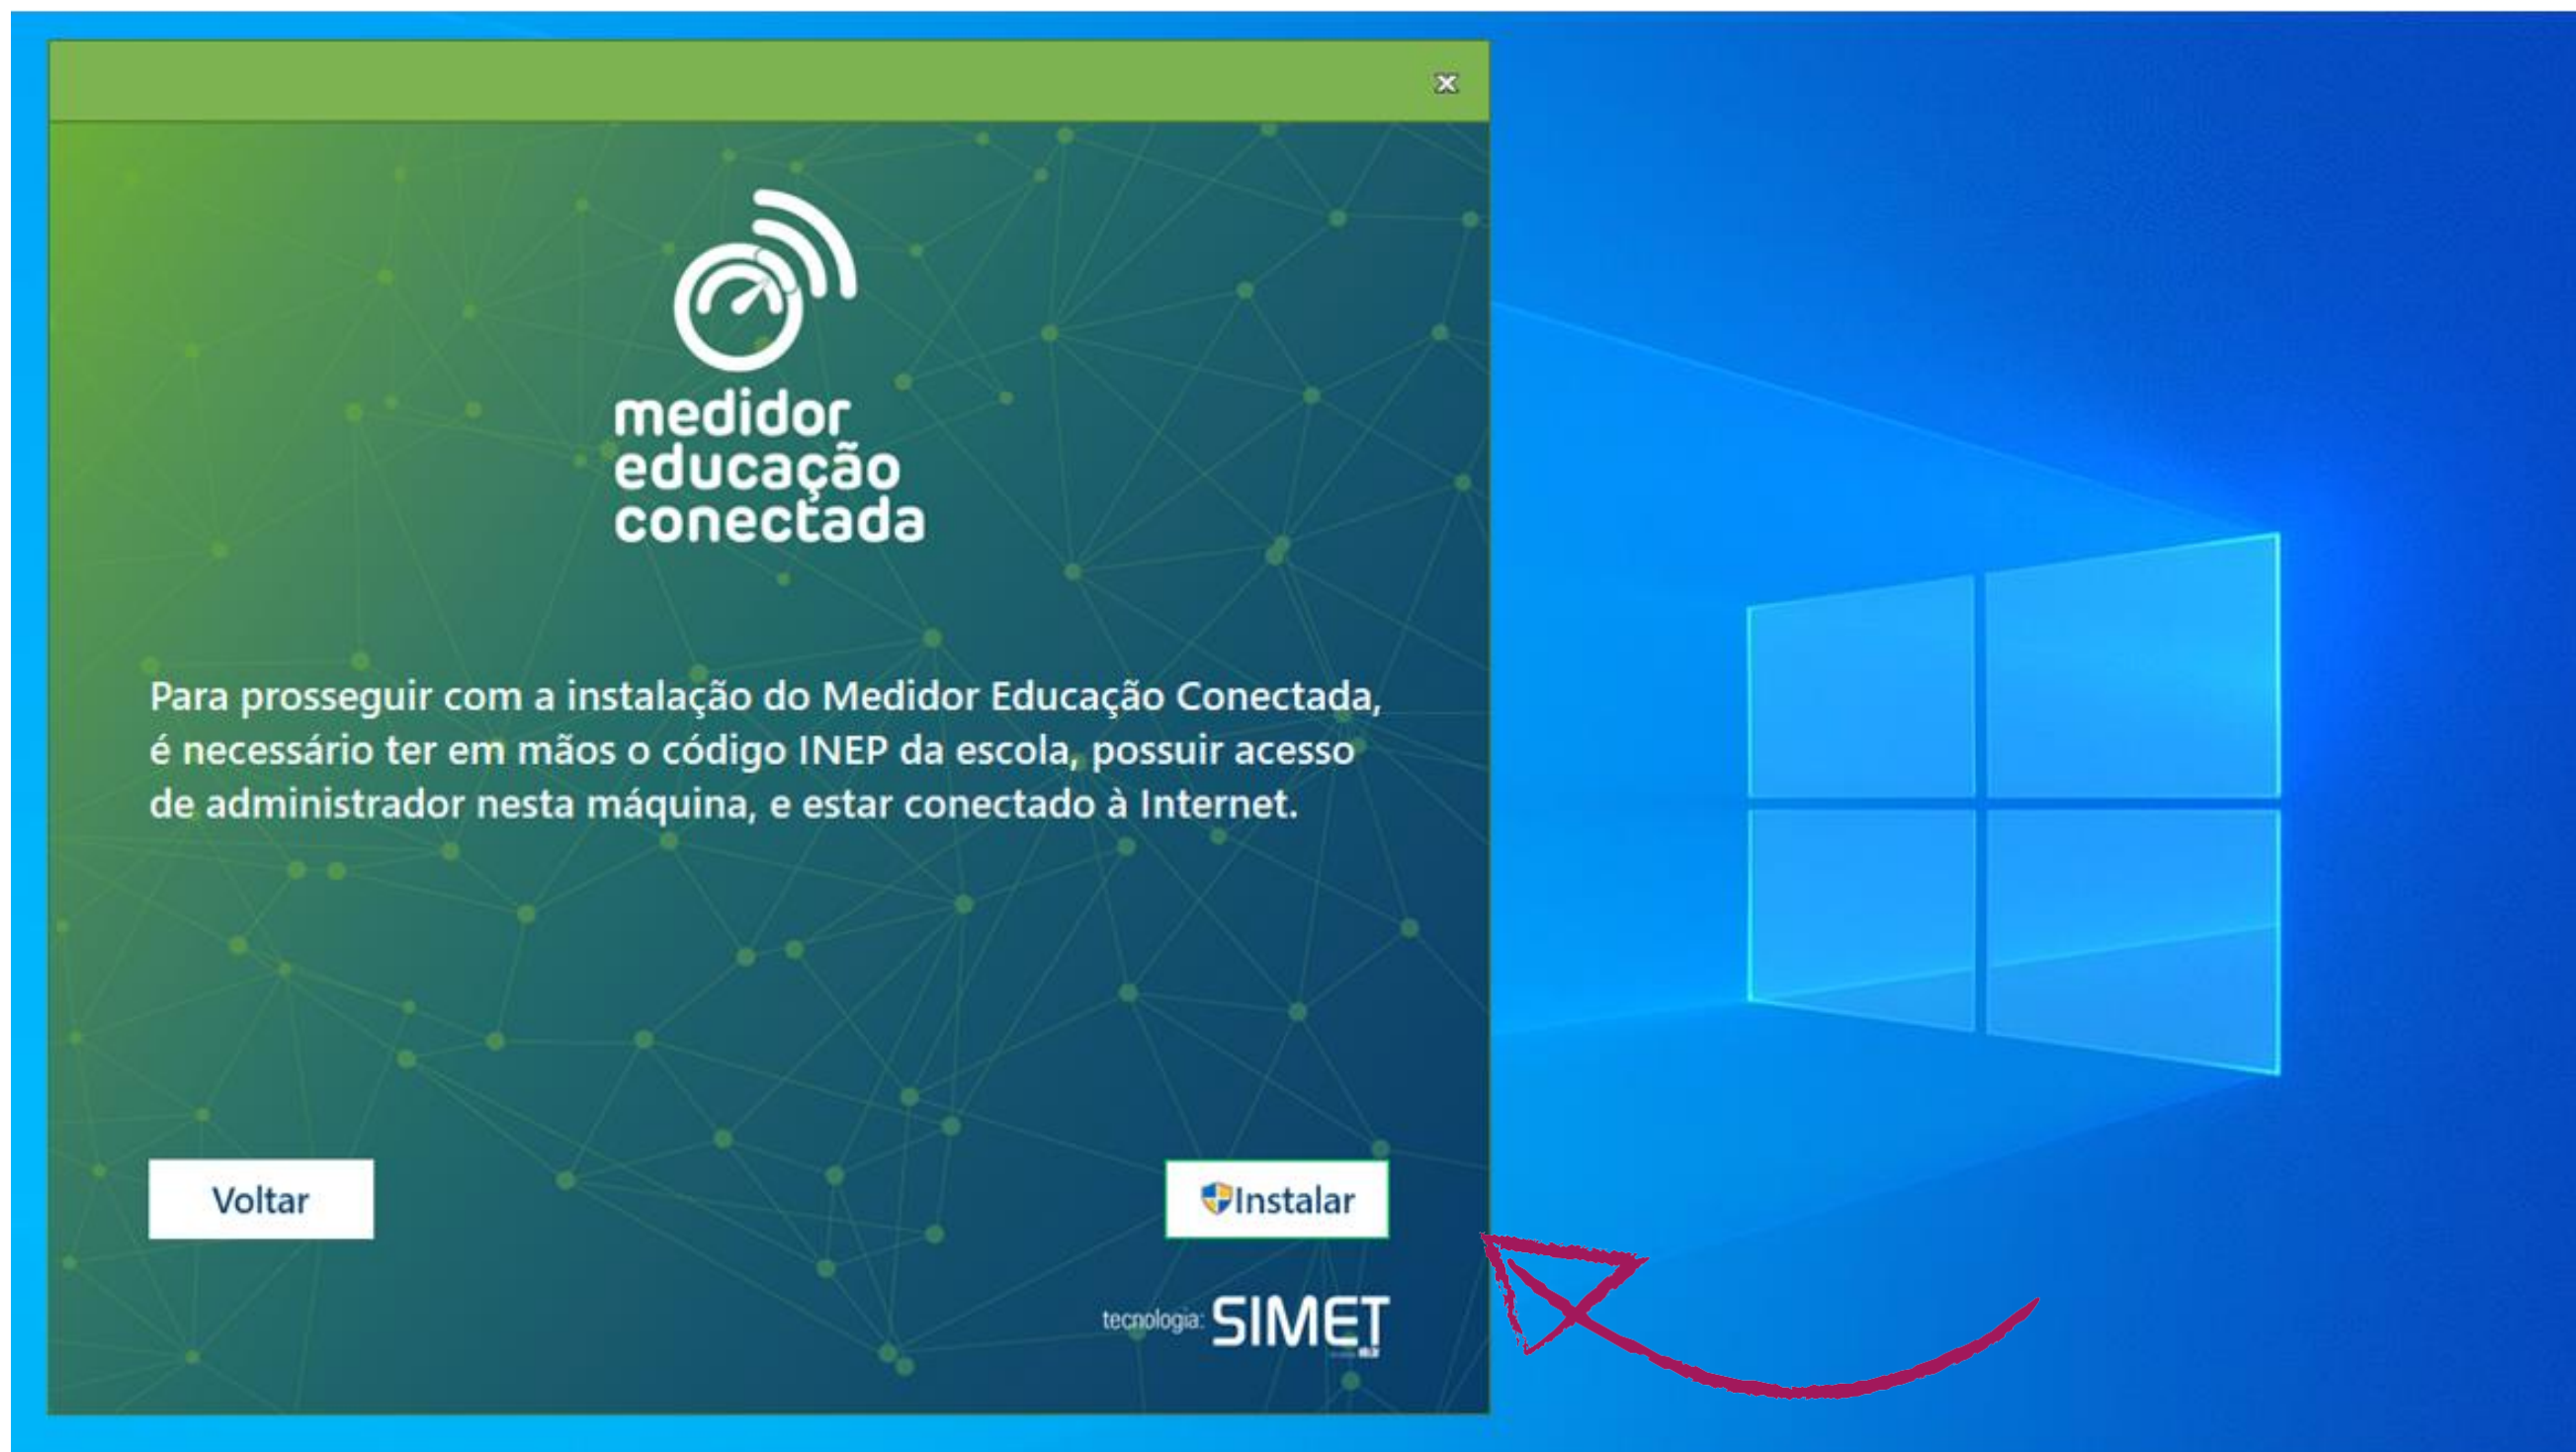 medidor
educação
conectada
Para prosseguir com a instalação do Medidor Educação Conectada,
é necessário ter em mãos o código INEP da escola, possuir acesso
de administrador nesta máquina, e estar conectado à Internet.
Voltar
Instalar
tecnologia: SIMET